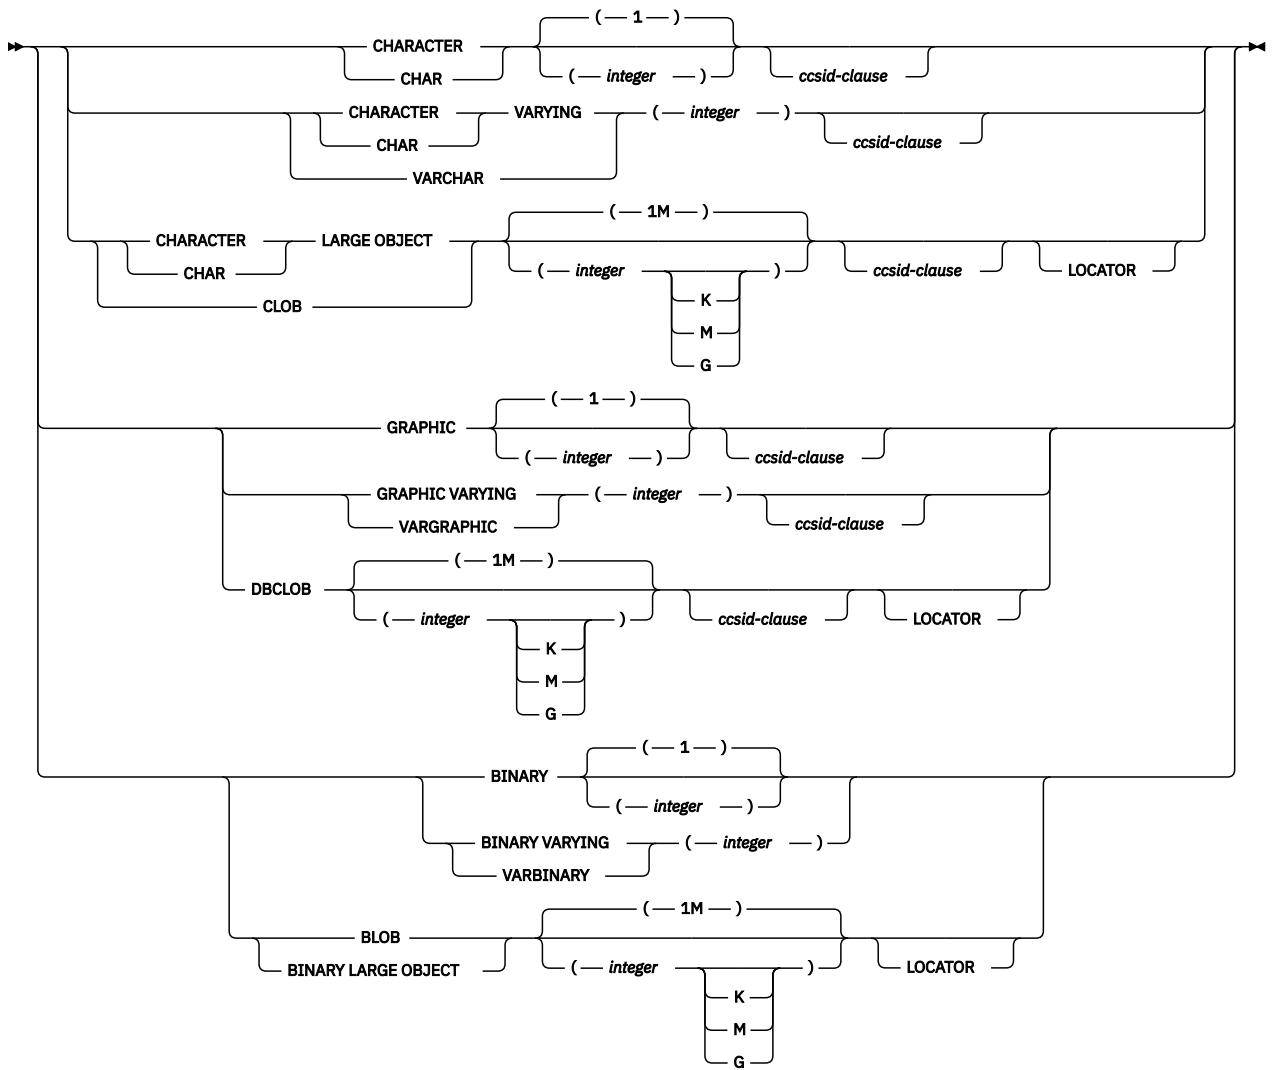 ( 1 )
CHARACTER
CHAR ( integer ) ccsid-clause
CHARACTER VARYING ( integer )
CHAR ccsid-clause
VARCHAR
( 1M )
CHARACTER LARGE OBJECT
CHAR ( integer ) ccsid-clause LOCATOR
CLOB K
M
G
( 1 )
GRAPHIC
( integer ) ccsid-clause
GRAPHIC VARYING ( integer )
VARGRAPHIC ccsid-clause
( 1M )
DBCLOB
( integer ) ccsid-clause LOCATOR
K
M
G
( 1 )
BINARY
( integer )
BINARY VARYING ( integer )
VARBINARY
( 1M )
BLOB
BINARY LARGE OBJECT ( integer ) LOCATOR
K
M
G